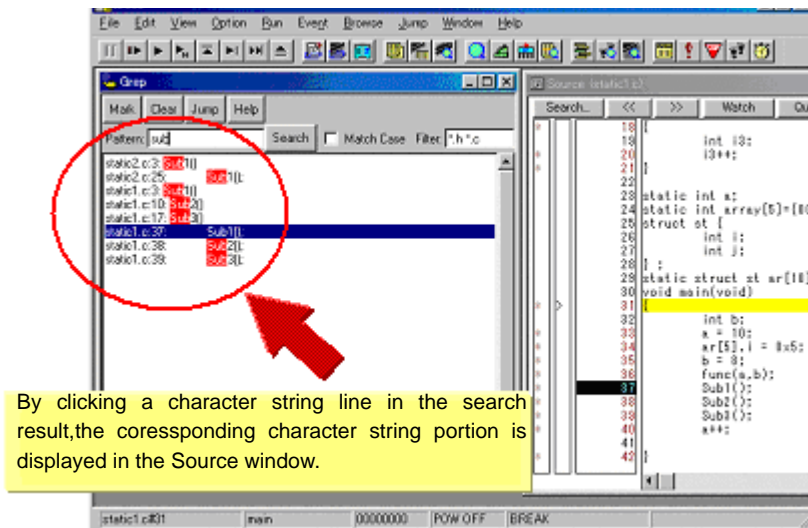 File Edit View Option Run Event Browse Jump Window Help
Grep
Mark Clear Jump Help
Pattern: sub Search Match Case Filter: *.h *.c
static2.c:3: Sub1()
static2.c:25: Sub1();
static1.c:3: Sub1()
static1.c:10: Sub2()
static1.c:17: Sub3()
static1.c:37: Sub1();
static1.c:38: Sub2();
static1.c:39: Sub3();
Source (static1.c)
Search... << >> Watch
18 {
19 int i3;
20 i3++;
21 }
22
23 static int a;
24 static int array[5]=
25 struct st {
26 int i;
27 int j;
28 } ;
29 static struct st ar[10]
30 void main(void)
31 {
32 int b;
33 a = 10;
34 ar[5].i = 0x5;
35 b = 8;
36 func(a,b);
37 Sub1();
38 Sub2();
39 Sub3();
40 a++;
41
42 }
By clicking a character string line in the search
result,the coressponding character string portion is
displayed in the Source window.
static1.c#31 main 00000000 POW OFF BREAK